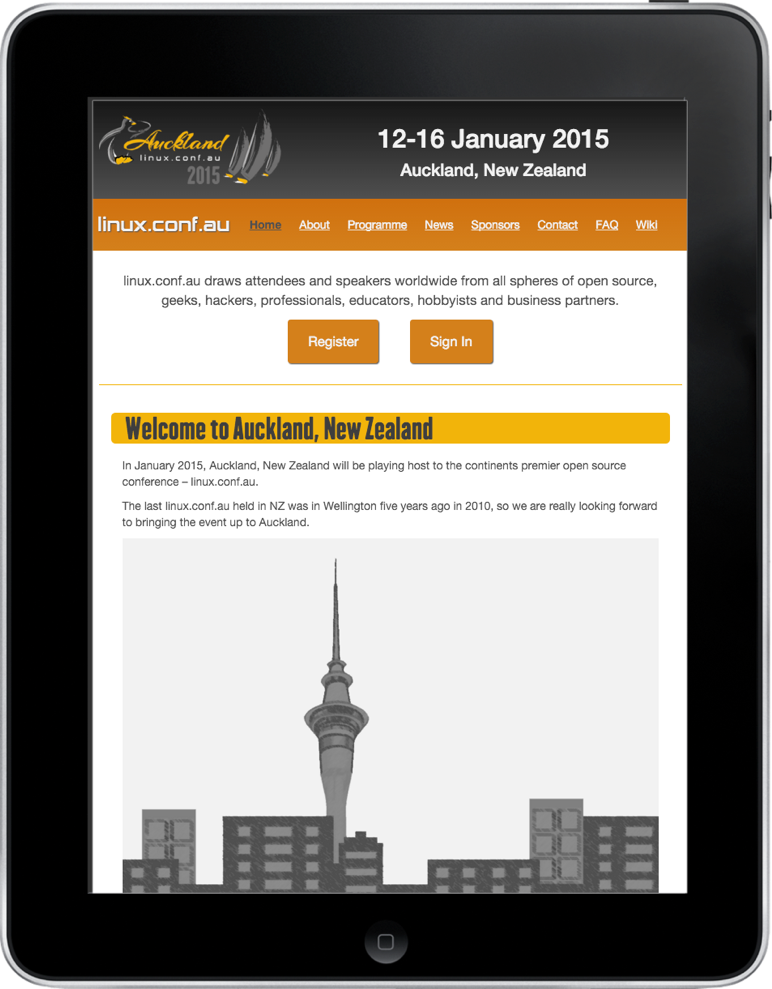 Auckland
linux.conf.au
2015
12-16 January 2015
Auckland, New Zealand
linux.conf.au Home About Programme News Sponsors Contact FAQ Wiki
linux.conf.au draws attendees and speakers worldwide from all spheres of open source,
geeks, hackers, professionals, educators, hobbyists and business partners.
Register Sign In
Welcome to Auckland, New Zealand
In January 2015, Auckland, New Zealand will be playing host to the continents premier open source
conference – linux.conf.au.
The last linux.conf.au held in NZ was in Wellington five years ago in 2010, so we are really looking forward
to bringing the event up to Auckland.